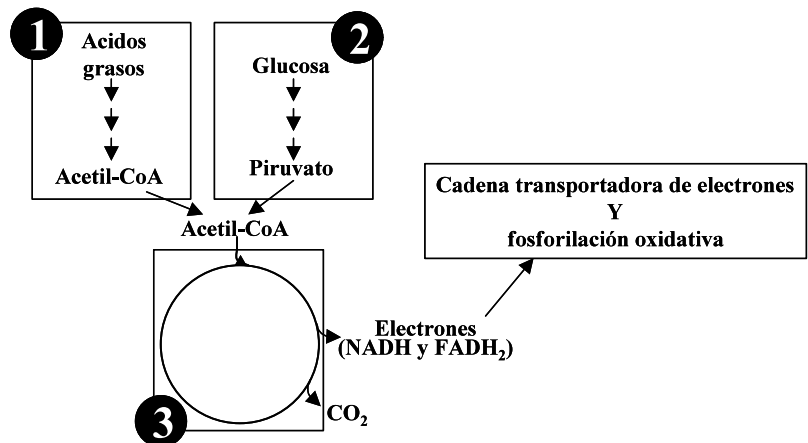 1
Acidos
grasos
Acetil-CoA
2
Glucosa
Piruvato
Acetil-CoA
3
Electrones
(NADH y FADH₂)
CO₂
Cadena transportadora de electrones
Y
fosforilación oxidativa